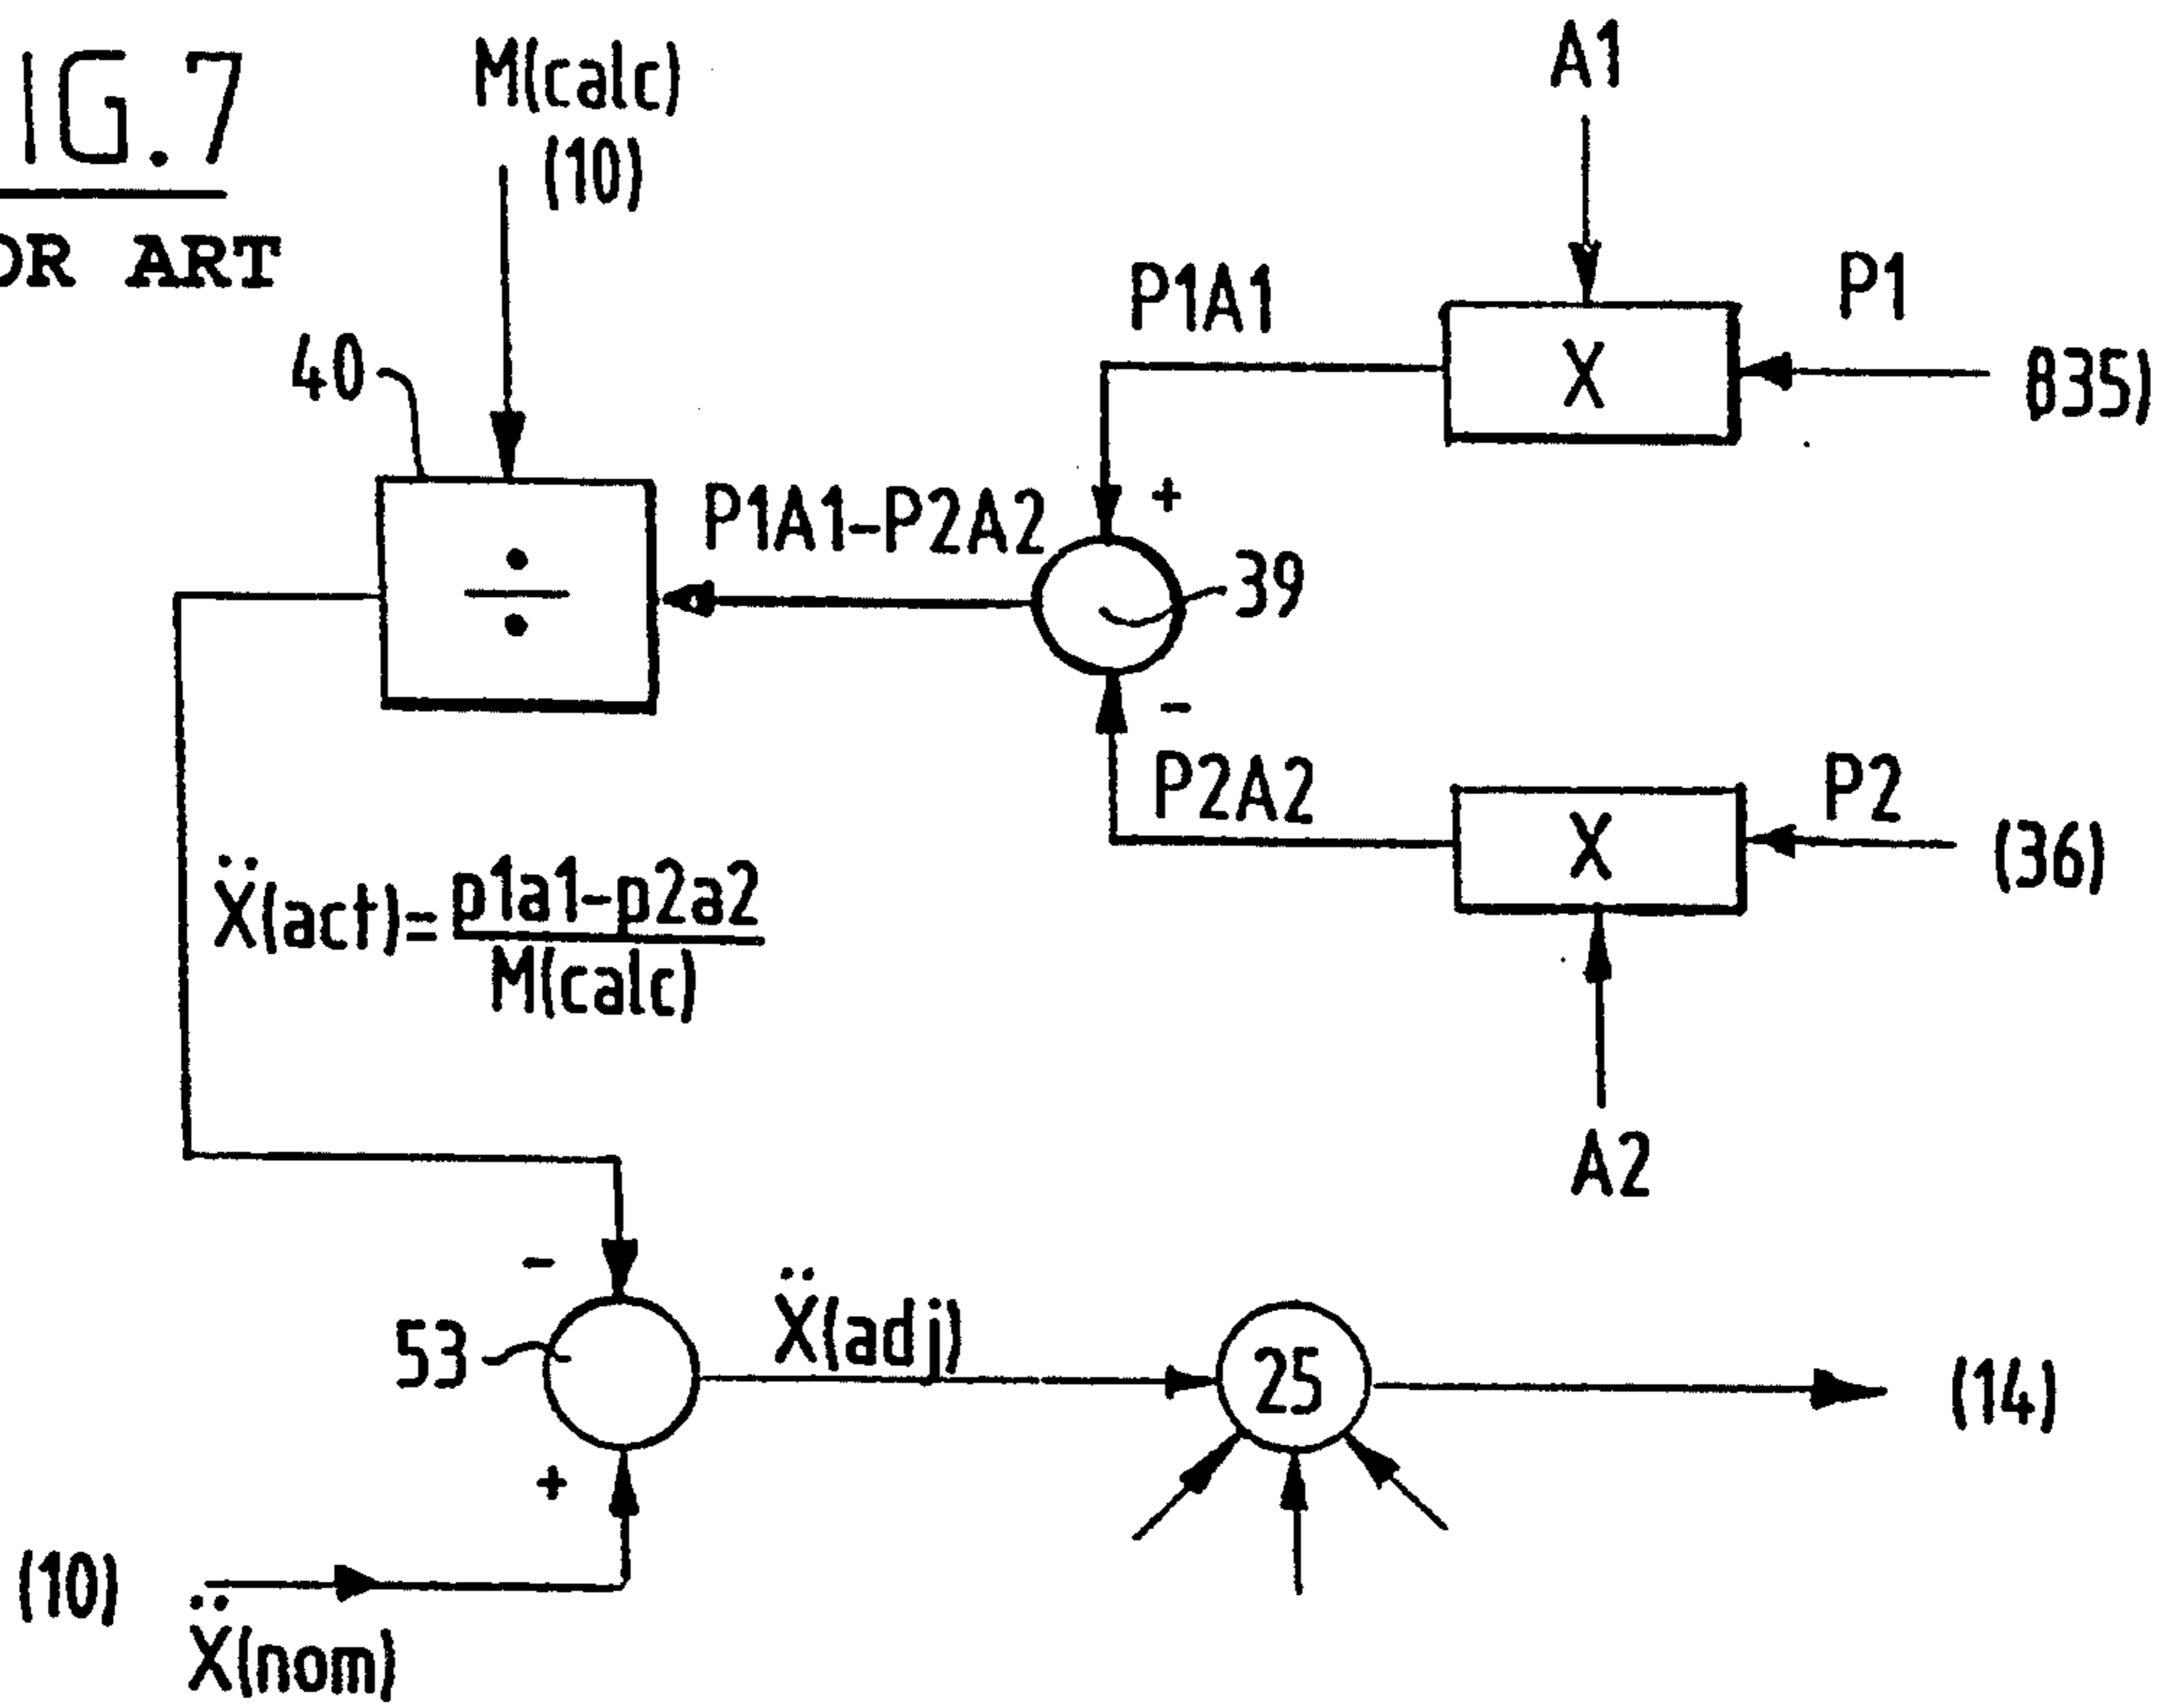 IG.7
OR ART
M(calc)
(10)
A1
P1A1
P1
835)
X
40
+
P1A1-P2A2
÷
39
-
P2A2
P2
(36)
X
Ẍ(act)=p1a1-p2a2
M(calc)
A2
-
53
Ẍ(adj)
25
(14)
+
(10)
Ẍ(nom)